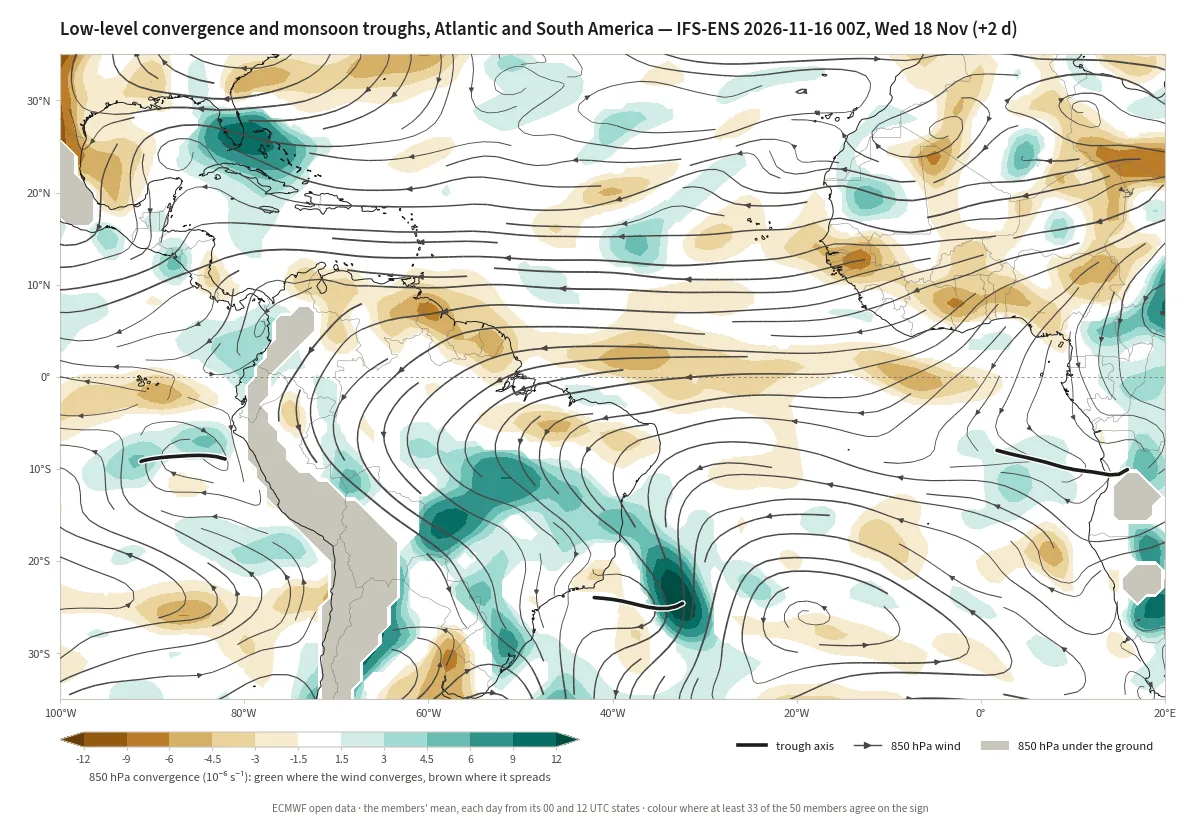 Low-level convergence and monsoon troughs, Atlantic and South America — IFS-ENS 2026-11-16 00Z, Wed 18 Nov (+2 d)
30°N
20°N
10°N
0°
10°S
20°S
30°S
100°W 80°W 60°W 40°W 20°W 0° 20°E
-12 -9 -6 -4.5 -3 -1.5 1.5 3 4.5 6 9 12
850 hPa convergence (10⁻⁶ s⁻¹): green where the wind converges, brown where it spreads
trough axis 850 hPa wind 850 hPa under the ground
ECMWF open data · the members' mean, each day from its 00 and 12 UTC states · colour where at least 33 of the 50 members agree on the sign